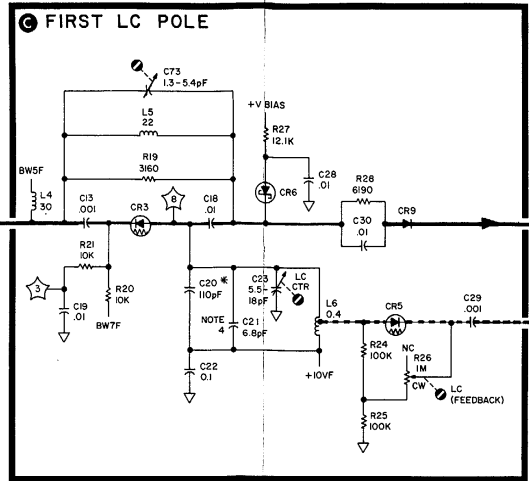 C FIRST LC POLE
C73
1.3-5.4pF
L5
22
+V BIAS
R27
12.1K
R19
3160
BW5F
L4
30
C13
.001
CR3
8
C18
.01
CR6
C28
.01
R28
6190
C30
.01
CR9
R21
10K
3
C19
.01
R20
10K
BW7F
C20 *
110pF
C23
5.5-
18pF
LC
CTR
NOTE
4
C21
6.8pF
L6
0.4
CR5
C29
.001
C22
0.1
+10VF
R24
100K
NC
R26
1M
CW
LC
(FEEDBACK)
R25
100K